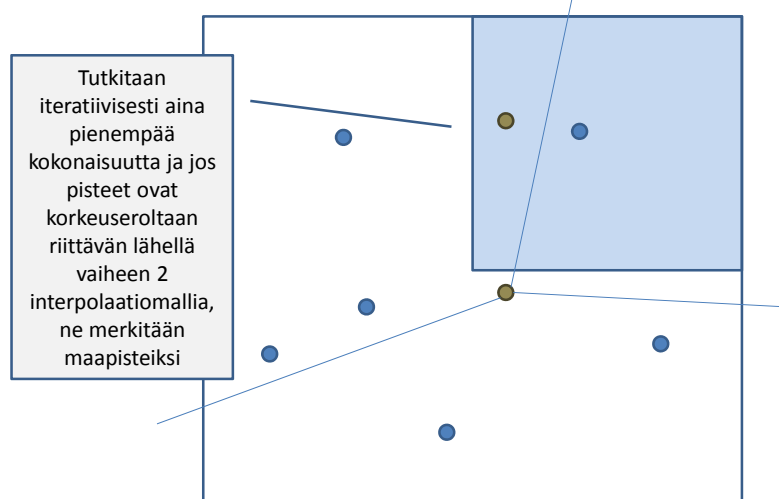 Tutkitaan
iteratiivisesti aina
pienempää
kokonaisuutta ja jos
pisteet ovat
korkeuseroltaan
riittävän lähellä
vaiheen 2
interpolaatiomallia,
ne merkitään
maapisteiksi